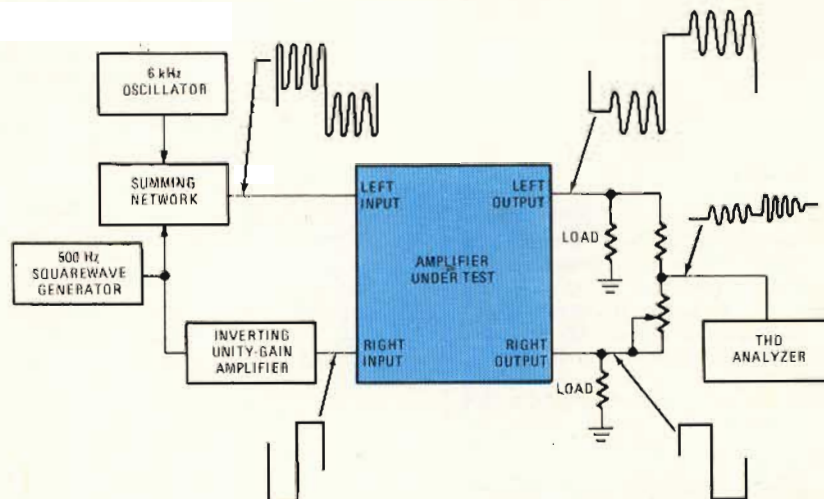 6 kHz
OSCILLATOR
SUMMING
NETWORK
500 Hz
SQUAREWAVE
GENERATOR
INVERTING
UNITY-GAIN
AMPLIFIER
LEFT
INPUT
LEFT
OUTPUT
AMPLIFIER
UNDER TEST
RIGHT
INPUT
RIGHT
OUTPUT
LOAD
LOAD
THD
ANALYZER